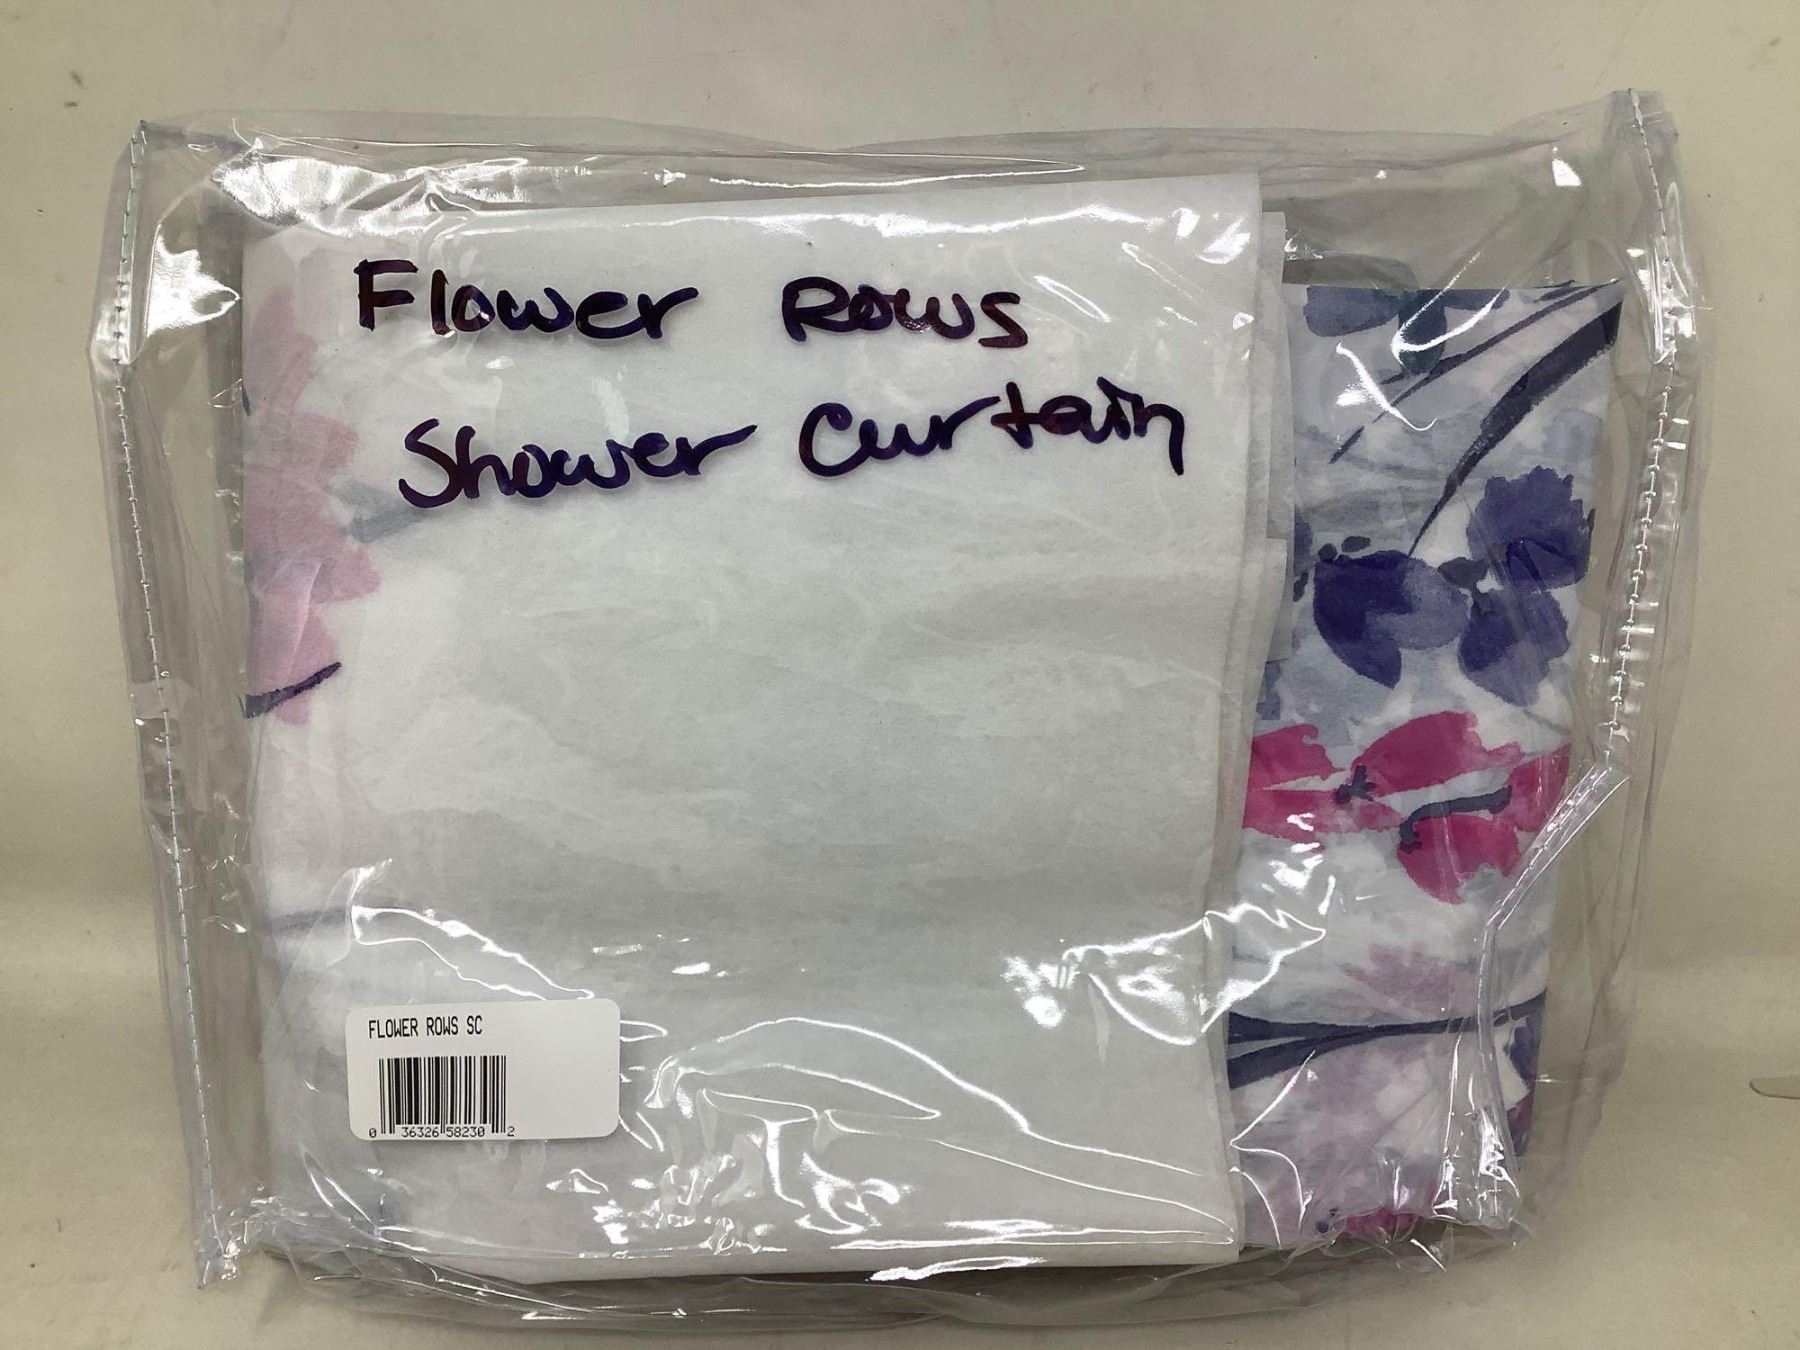 Flower Rows
Shower Curtain
FLOWER ROWS SC
0 36326 58230 2